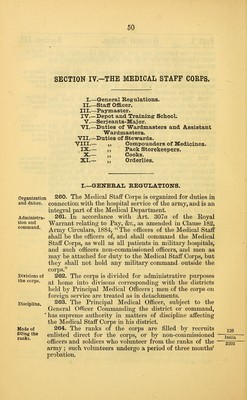 50
SECTION IV.—THE MEDICAL STAFF CORPS.
I.—General Regulations.
II.—Staff Officer.
III.—Paymaster.
IV.—Depot and Training School.
V.—Serjeants-Major.
VI.—Duties of Wardmasters and Assistant
Wardmasters.
VII.—Duties of Stewards.
VIII.— „ Compounders of Medicines.
IX.— „ Pack Storekeepers.
X.— „ Cooks.
XI.— „ Orderlies.
I.—GENERAL REGULATIONS.
Organization and duties.
260. The Medical Staff Corps is organized for duties in
connection with the hospital service of the army, and is an
integral part of the Medical Department.
Administration and command.
261. In accordance with Art. 307C of the Royal
Warrant relating to Pay, &c., as amended in Clause 182,
Army Circulars, 1884, "The officers of the Medical Staff
shall be the officers of, and shall command the Medical
Staff Corps, as well as all patients in military hospitals,
and such officers non-commissioned officers, and men as
may be attached for duty to the Medical Staff Corps, but
they shall not hold any military command outside the
corps."
Divisions of the corps.
262. The corps is divided for administrative purposes
at home into divisons corresponding with the districts
held by Principal Medical Officers; men of the corps on
foreign service are treated as in detachments.
Discipline.
263. The Principal Medical Officer, subject to the
General Officer Commanding the district or command,
has supreme authority in matters of discipline affecting
the Medical Staff Corps in his district.
Mode of filling the ranks.
264. The ranks of the corps are filled by recruits
enlisted direct for the corps, or by non-commissioned
officers and soldiers who volunteer from the ranks of the
army; such volunteers undergo a period of three months'
probation.